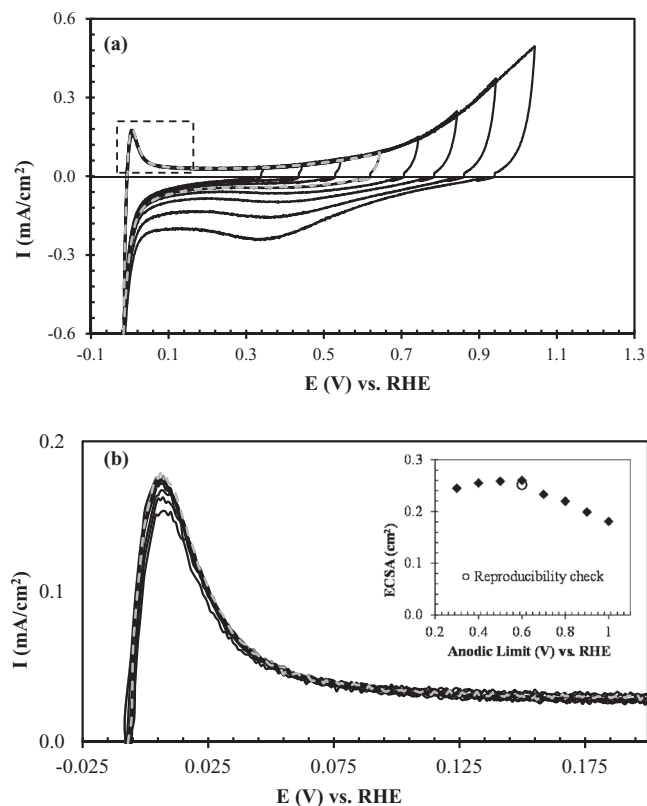 (a)
0.6
0.3
0.0
-0.3
-0.6
I (mA/cm²)
-0.1 0.1 0.3 0.5 0.7 0.9 1.1 1.3
E (V) vs. RHE
(b)
0.2
0.1
0.0
I (mA/cm²)
-0.025 0.025 0.075 0.125 0.175
E (V) vs. RHE
0.3
0.2
0.1
0.0
ECSA (cm²)
Reproducibility check
0.2 0.4 0.6 0.8 1
Anodic Limit (V) vs. RHE